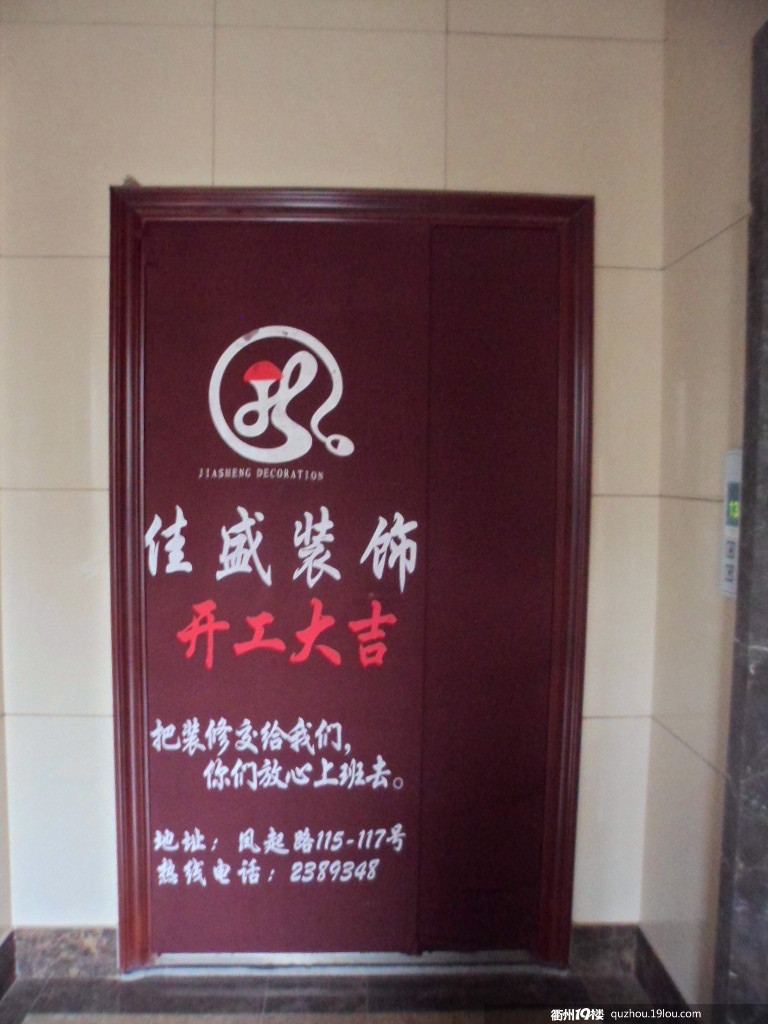 JIASHENG DECORATION
佳盛装饰
开工大吉
把装修交给我们，
你们放心上班去。
地址：凤起路115-117号
热线电话：2389348
13
衢州19楼 quzhou.19lou.com